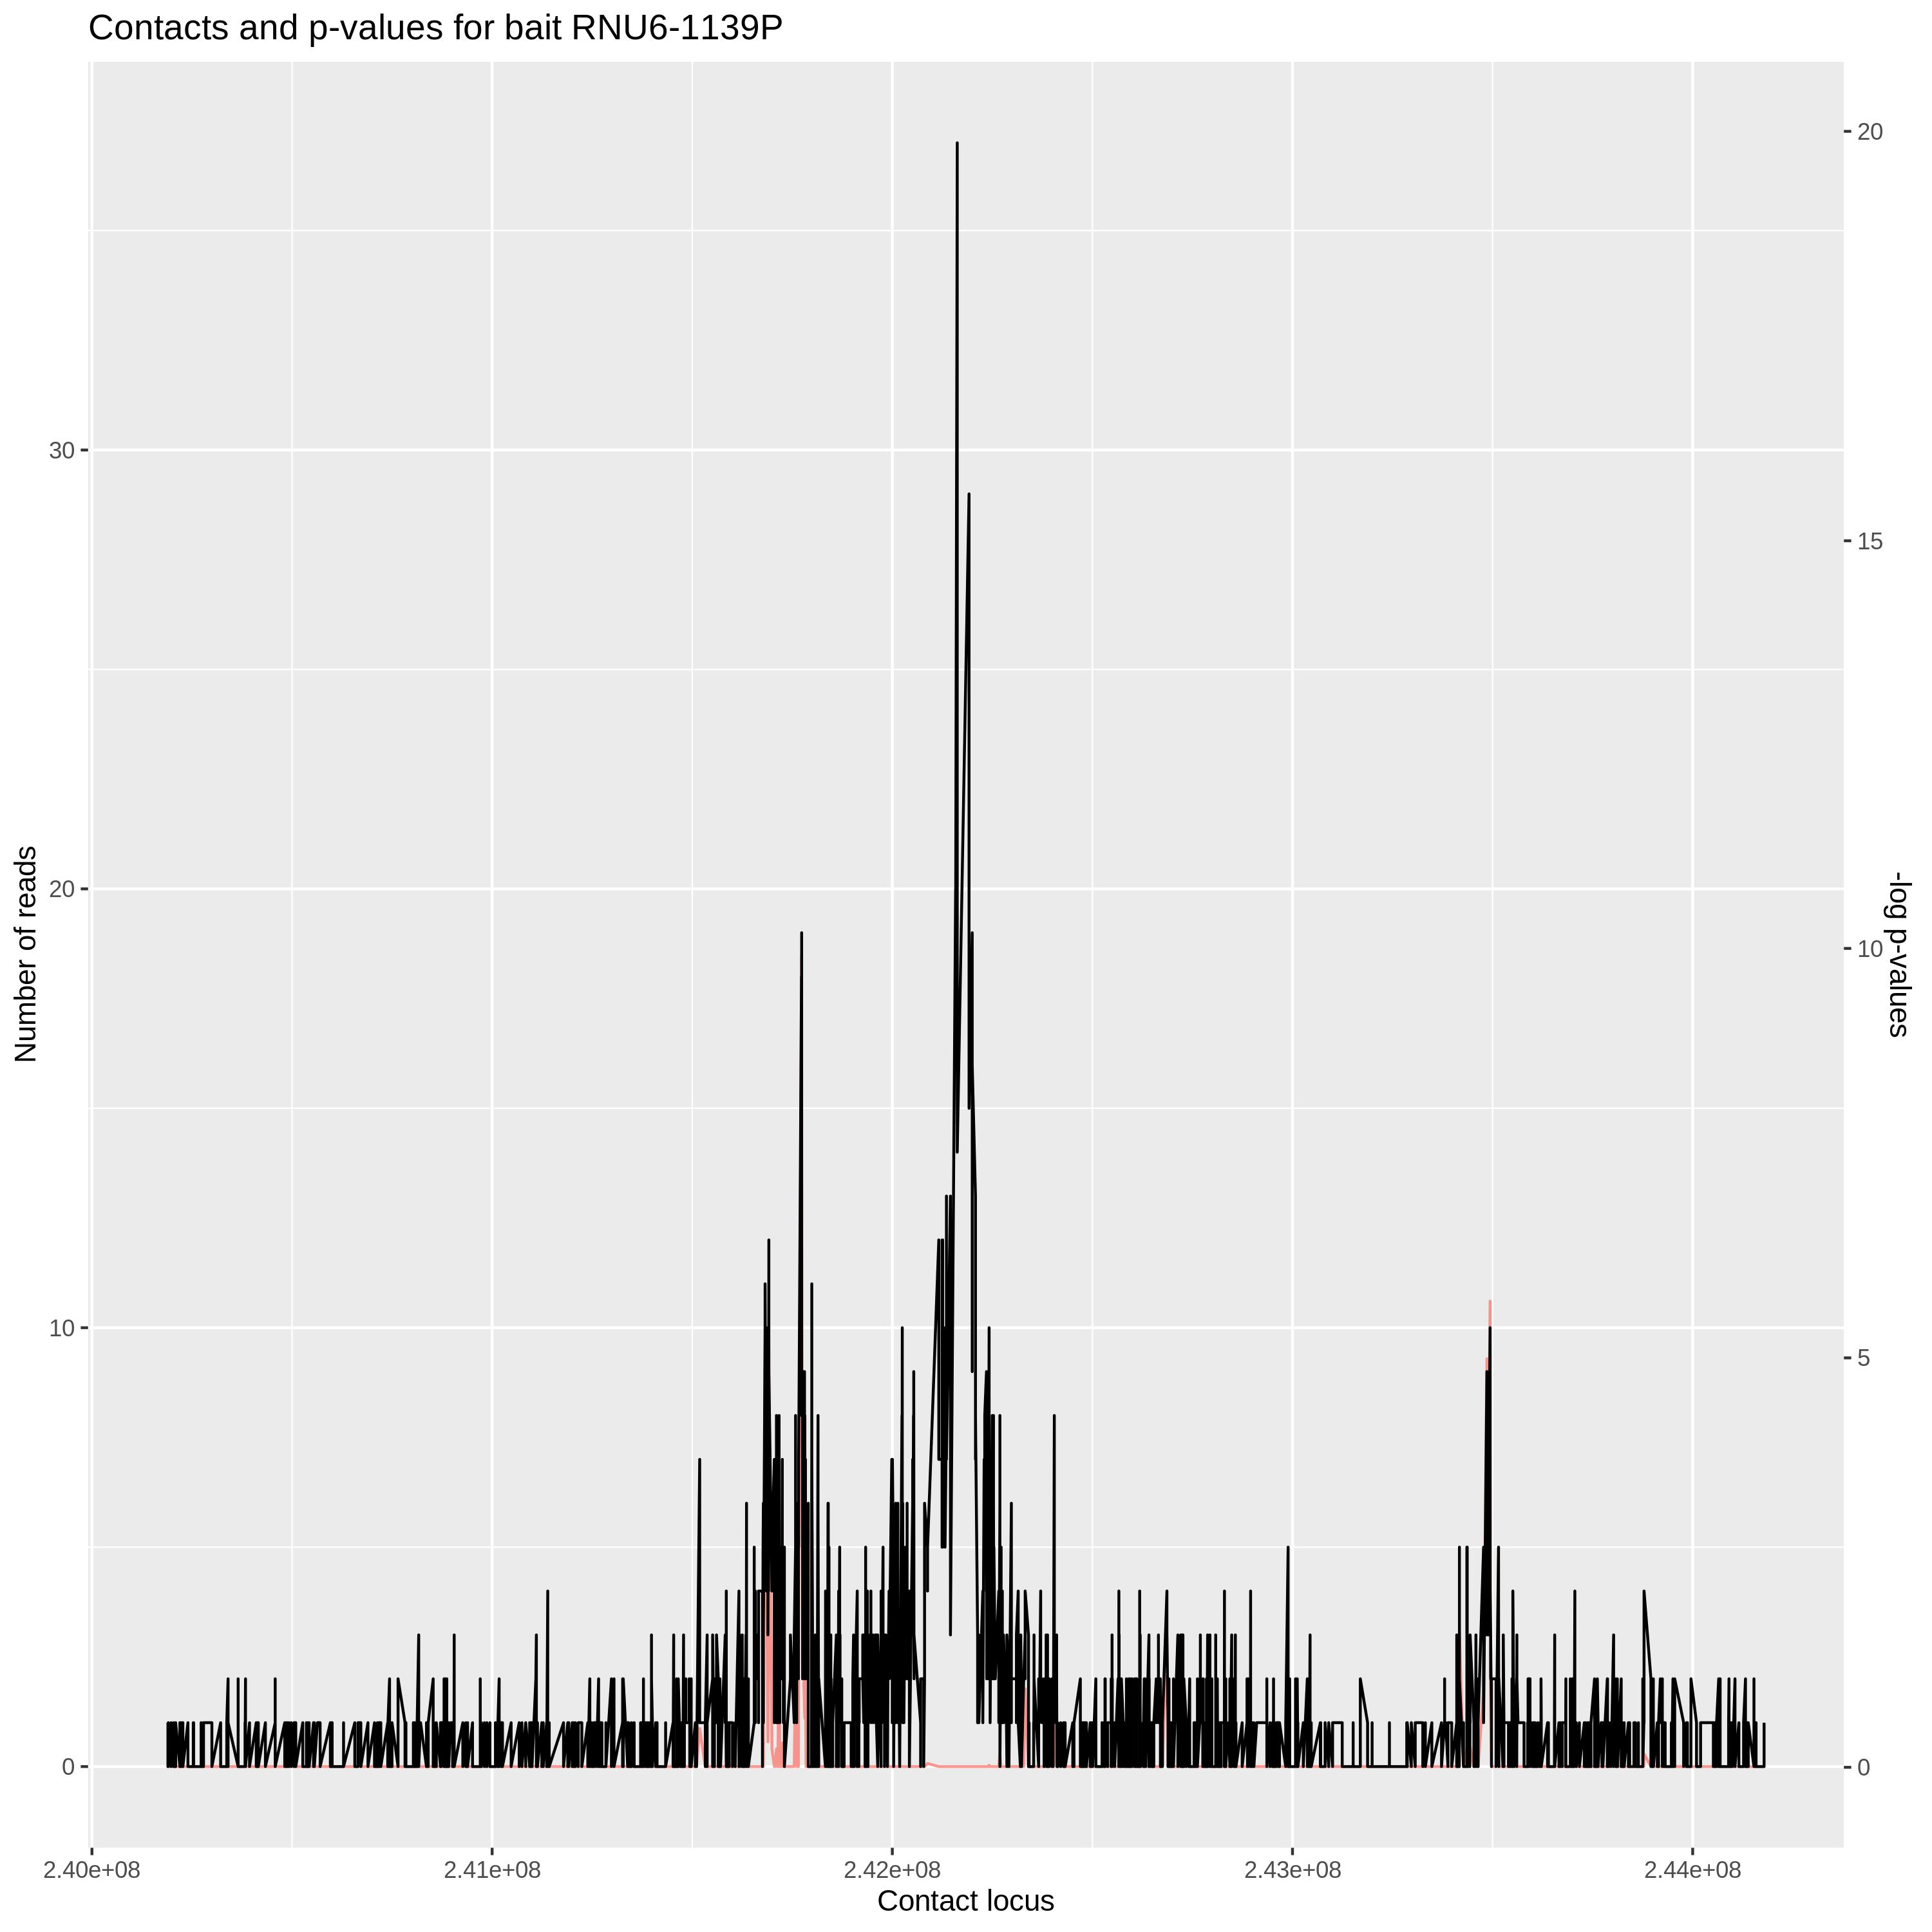 Contacts and p-values for bait RNU6-1139P
Number of reads
30
20
10
0
20
15
10
5
0
-log p-values
2.40e+08
2.41e+08
2.42e+08
2.43e+08
2.44e+08
Contact locus